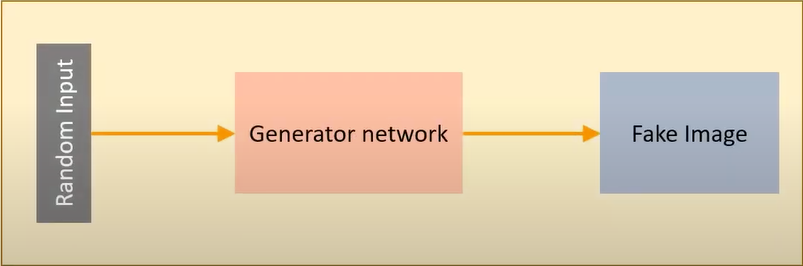 Random Input
Generator network
Fake Image